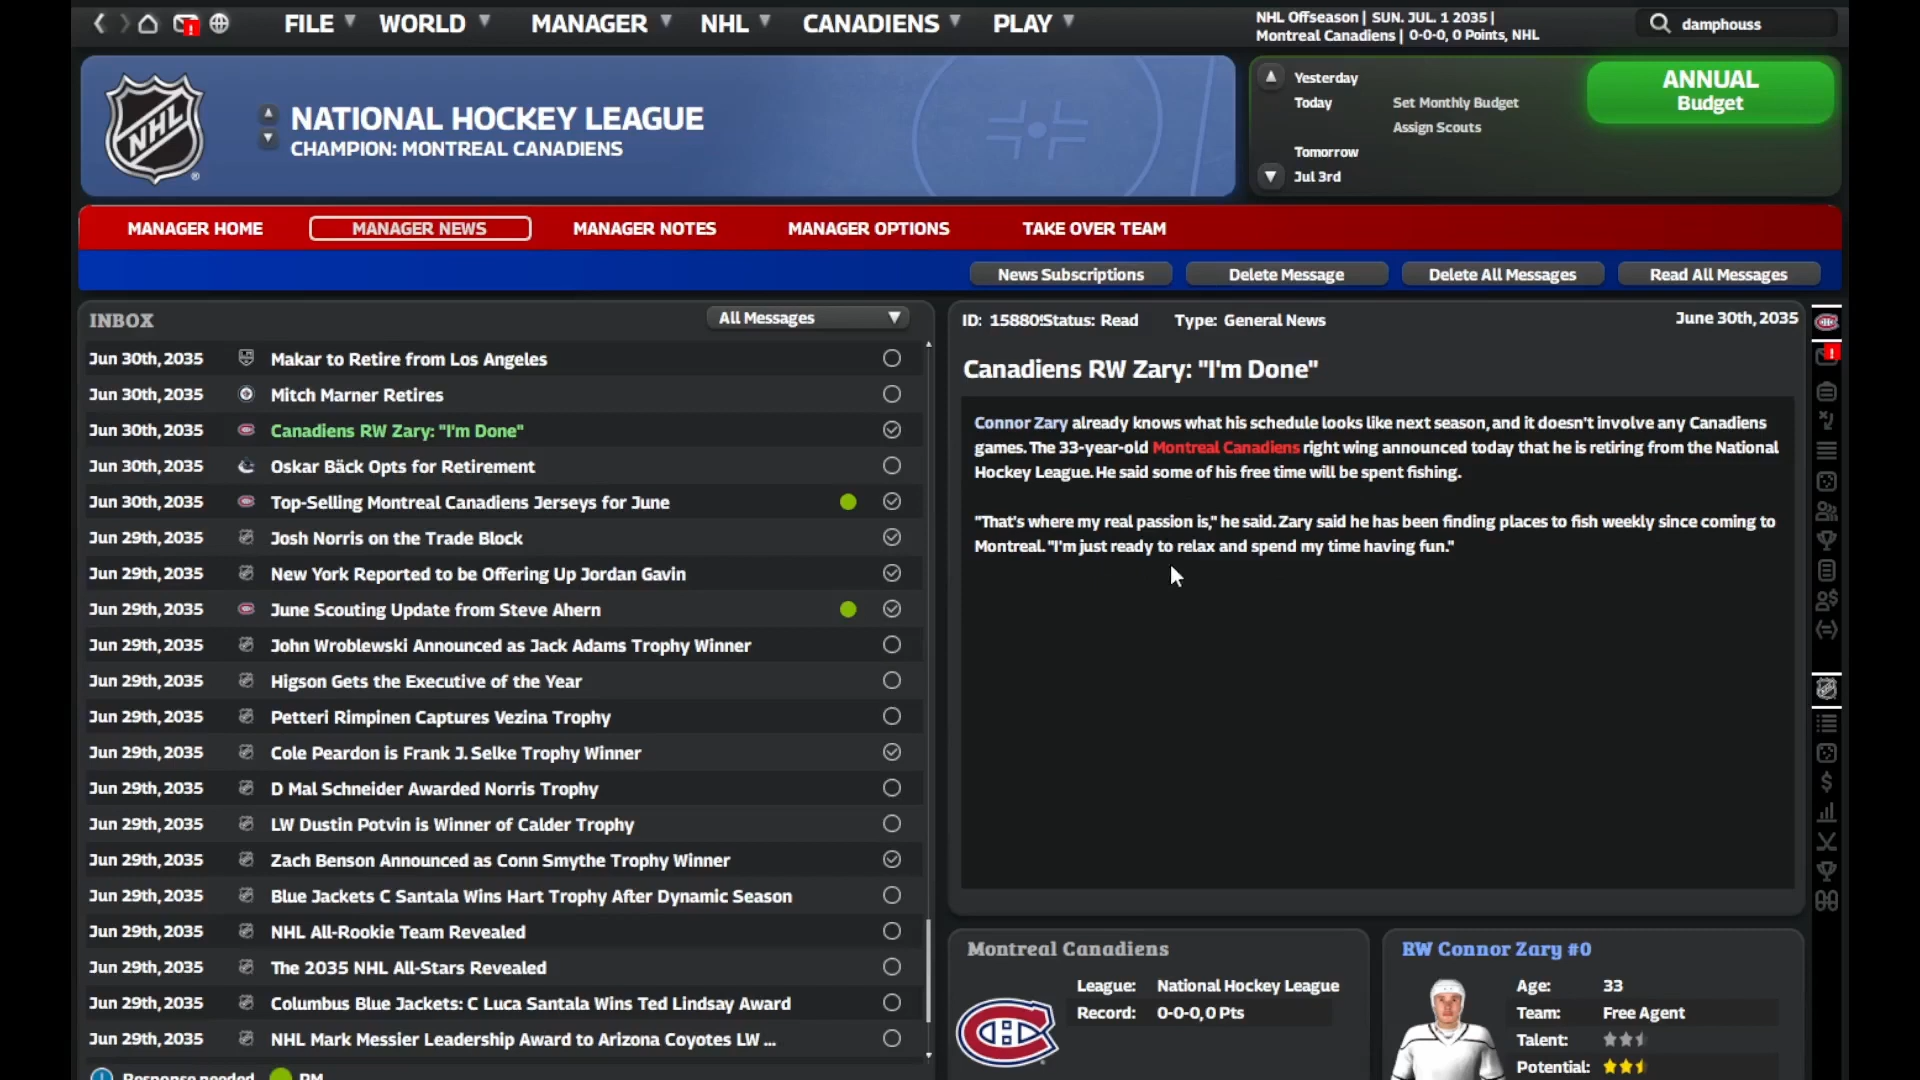 FILE WORLD MANAGER NHL CANADIENS PLAY
NHL Offseason | SUN. JUL. 1 2035 |
Montreal Canadiens | 0-0-0, 0 Points, NHL
damphouss
NHL
NATIONAL HOCKEY LEAGUE
CHAMPION: MONTREAL CANADIENS
Yesterday
Today Set Monthly Budget
Assign Scouts
Tomorrow
Jul 3rd
ANNUAL
Budget
MANAGER HOME MANAGER NEWS MANAGER NOTES MANAGER OPTIONS TAKE OVER TEAM
News Subscriptions Delete Message Delete All Messages Read All Messages
INBOX All Messages
Jun 30th, 2035 Makar to Retire from Los Angeles
Jun 30th, 2035 Mitch Marner Retires
Jun 30th, 2035 Canadiens RW Zary: "I'm Done"
Jun 30th, 2035 Oskar Bäck Opts for Retirement
Jun 30th, 2035 Top-Selling Montreal Canadiens Jerseys for June
Jun 29th, 2035 Josh Norris on the Trade Block
Jun 29th, 2035 New York Reported to be Offering Up Jordan Gavin
Jun 29th, 2035 June Scouting Update from Steve Ahern
Jun 29th, 2035 John Wroblewski Announced as Jack Adams Trophy Winner
Jun 29th, 2035 Higson Gets the Executive of the Year
Jun 29th, 2035 Petteri Rimpinen Captures Vezina Trophy
Jun 29th, 2035 Cole Peardon is Frank J. Selke Trophy Winner
Jun 29th, 2035 D Mal Schneider Awarded Norris Trophy
Jun 29th, 2035 LW Dustin Potvin is Winner of Calder Trophy
Jun 29th, 2035 Zach Benson Announced as Conn Smythe Trophy Winner
Jun 29th, 2035 Blue Jackets C Santala Wins Hart Trophy After Dynamic Season
Jun 29th, 2035 NHL All-Rookie Team Revealed
Jun 29th, 2035 The 2035 NHL All-Stars Revealed
Jun 29th, 2035 Columbus Blue Jackets: C Luca Santala Wins Ted Lindsay Award
Jun 29th, 2035 NHL Mark Messier Leadership Award to Arizona Coyotes LW ...
Response needed PM
ID: 15880 Status: Read Type: General News June 30th, 2035
Canadiens RW Zary: "I'm Done"
Connor Zary already knows what his schedule looks like next season, and it doesn't involve any Canadiens
games. The 33-year-old Montreal Canadiens right wing announced today that he is retiring from the National
Hockey League. He said some of his free time will be spent fishing.
"That's where my real passion is," he said. Zary said he has been finding places to fish weekly since coming to
Montreal. "I'm just ready to relax and spend my time having fun."
Montreal Canadiens
League: National Hockey League
Record: 0-0-0, 0 Pts
RW Connor Zary #0
Age: 33
Team: Free Agent
Talent:
Potential: